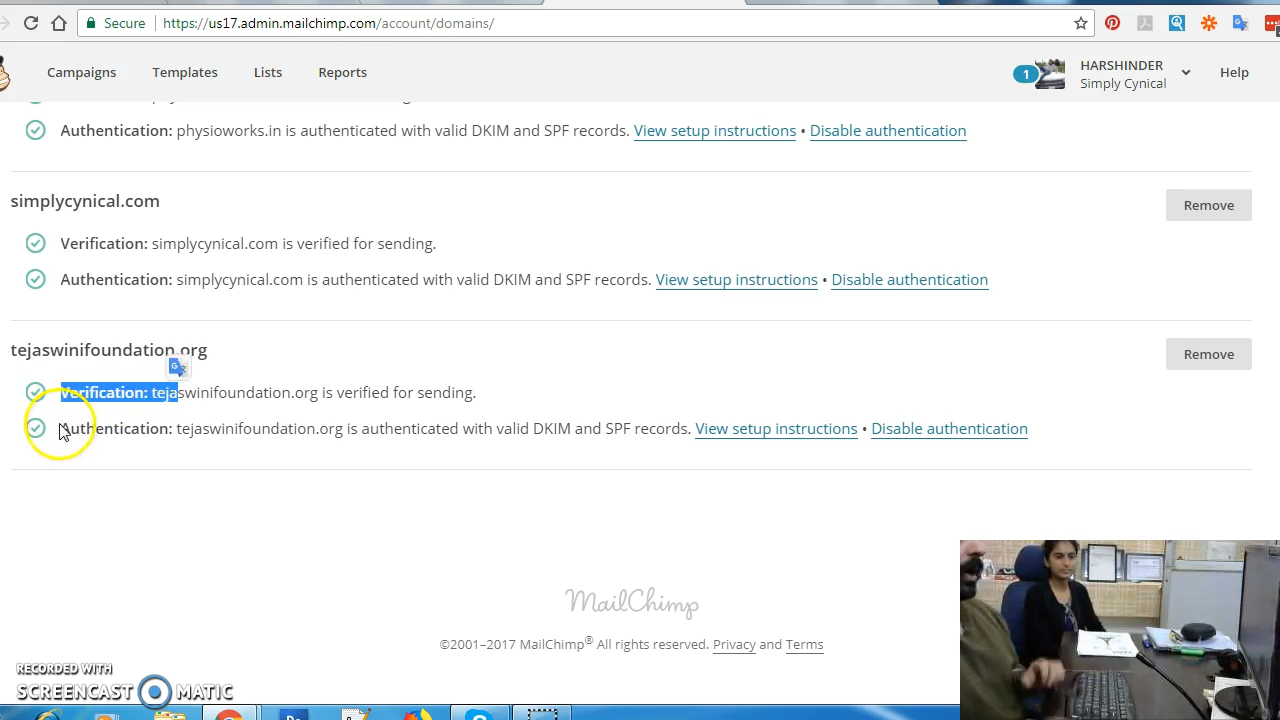 Secure https://us17.admin.mailchimp.com/account/domains/
Campaigns Templates Lists Reports 1 HARSHINDER Help
Simply Cynical
Authentication: physioworks.in is authenticated with valid DKIM and SPF records. View setup instructions • Disable authentication
simplycynical.com Remove
Verification: simplycynical.com is verified for sending.
Authentication: simplycynical.com is authenticated with valid DKIM and SPF records. View setup instructions • Disable authentication
tejaswinifoundation.org Remove
Verification: tejaswinifoundation.org is verified for sending.
Authentication: tejaswinifoundation.org is authenticated with valid DKIM and SPF records. View setup instructions • Disable authentication
MailChimp
©2001–2017 MailChimp® All rights reserved. Privacy and Terms
RECORDED WITH
SCREENCAST MATIC